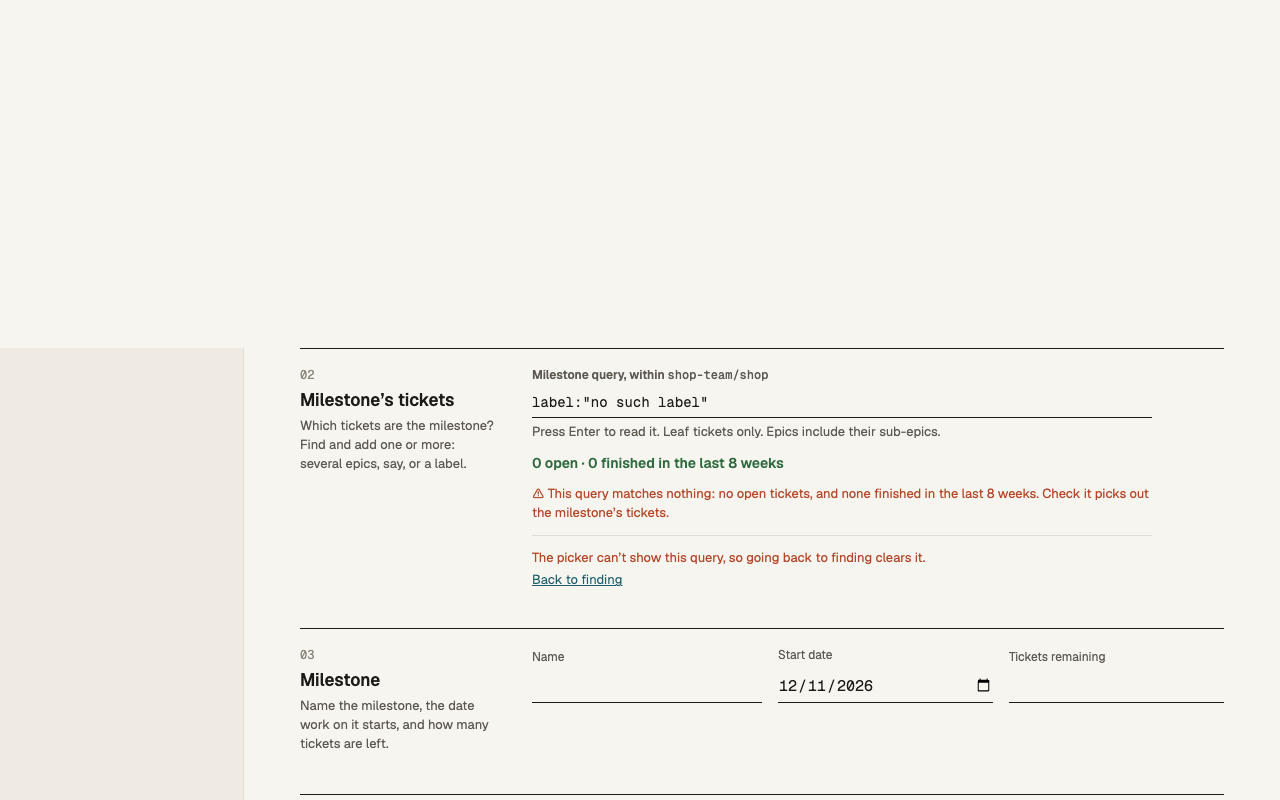 02
Milestone’s tickets
Which tickets are the milestone?
Find and add one or more:
several epics, say, or a label.
Milestone query, within shop-team/shop
label:"no such label"
Press Enter to read it. Leaf tickets only. Epics include their sub-epics.
0 open · 0 finished in the last 8 weeks
⚠ This query matches nothing: no open tickets, and none finished in the last 8 weeks. Check it picks out
the milestone’s tickets.
The picker can’t show this query, so going back to finding clears it.
Back to finding
03
Milestone
Name the milestone, the date
work on it starts, and how many
tickets are left.
Name
Start date
12/11/2026
Tickets remaining